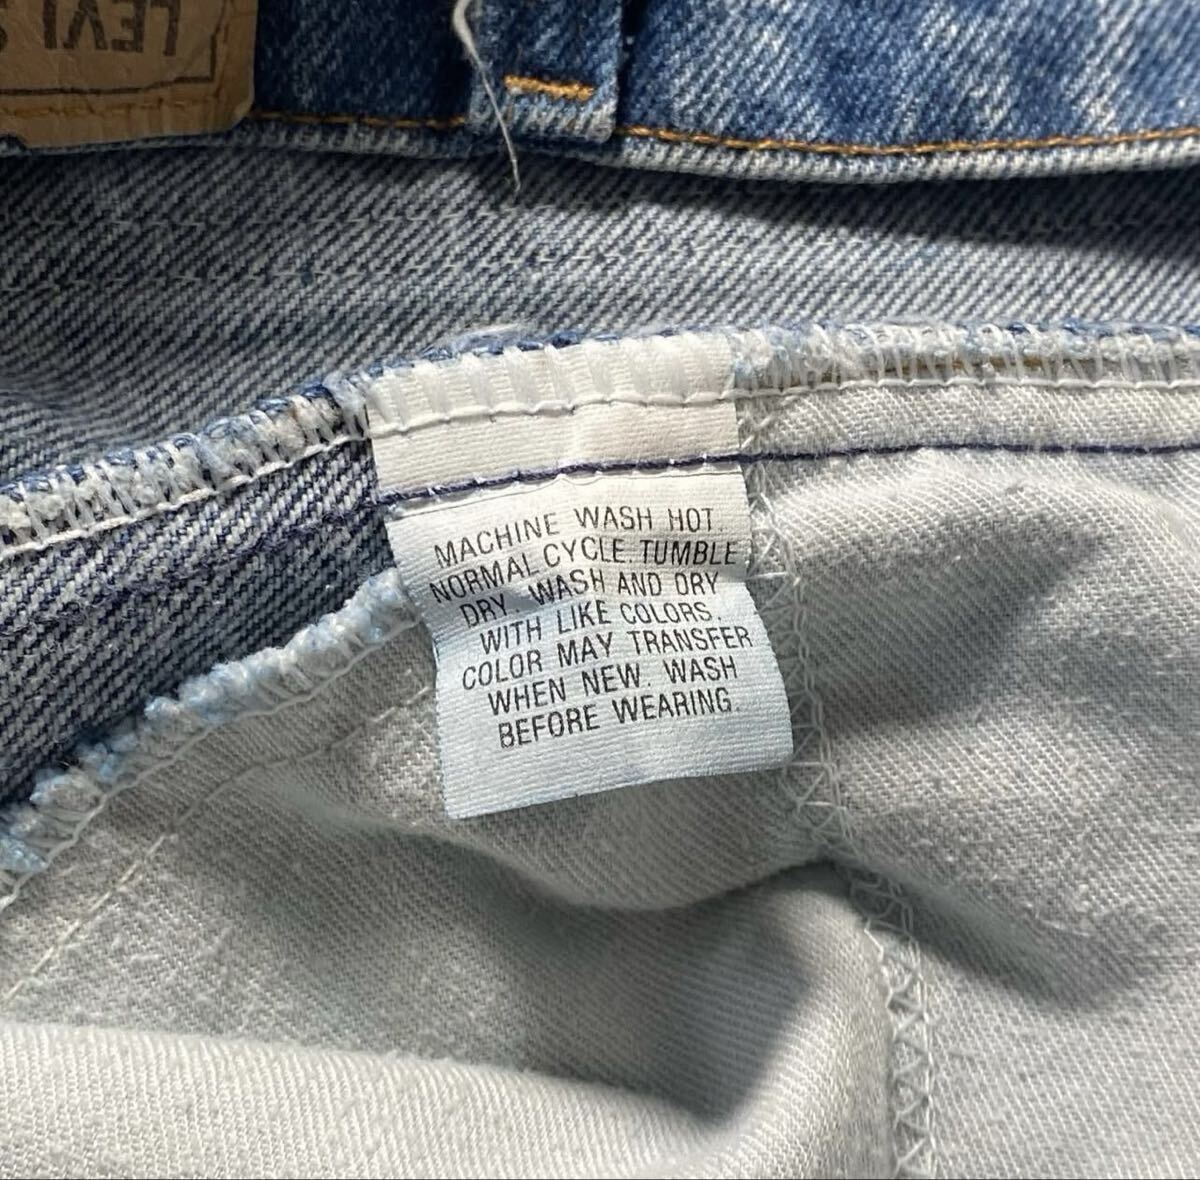 LEVI'S
MACHINE WASH HOT.
NORMAL CYCLE. TUMBLE
DRY. WASH AND DRY
WITH LIKE COLORS.
COLOR MAY TRANSFER
WHEN NEW. WASH
BEFORE WEARING.